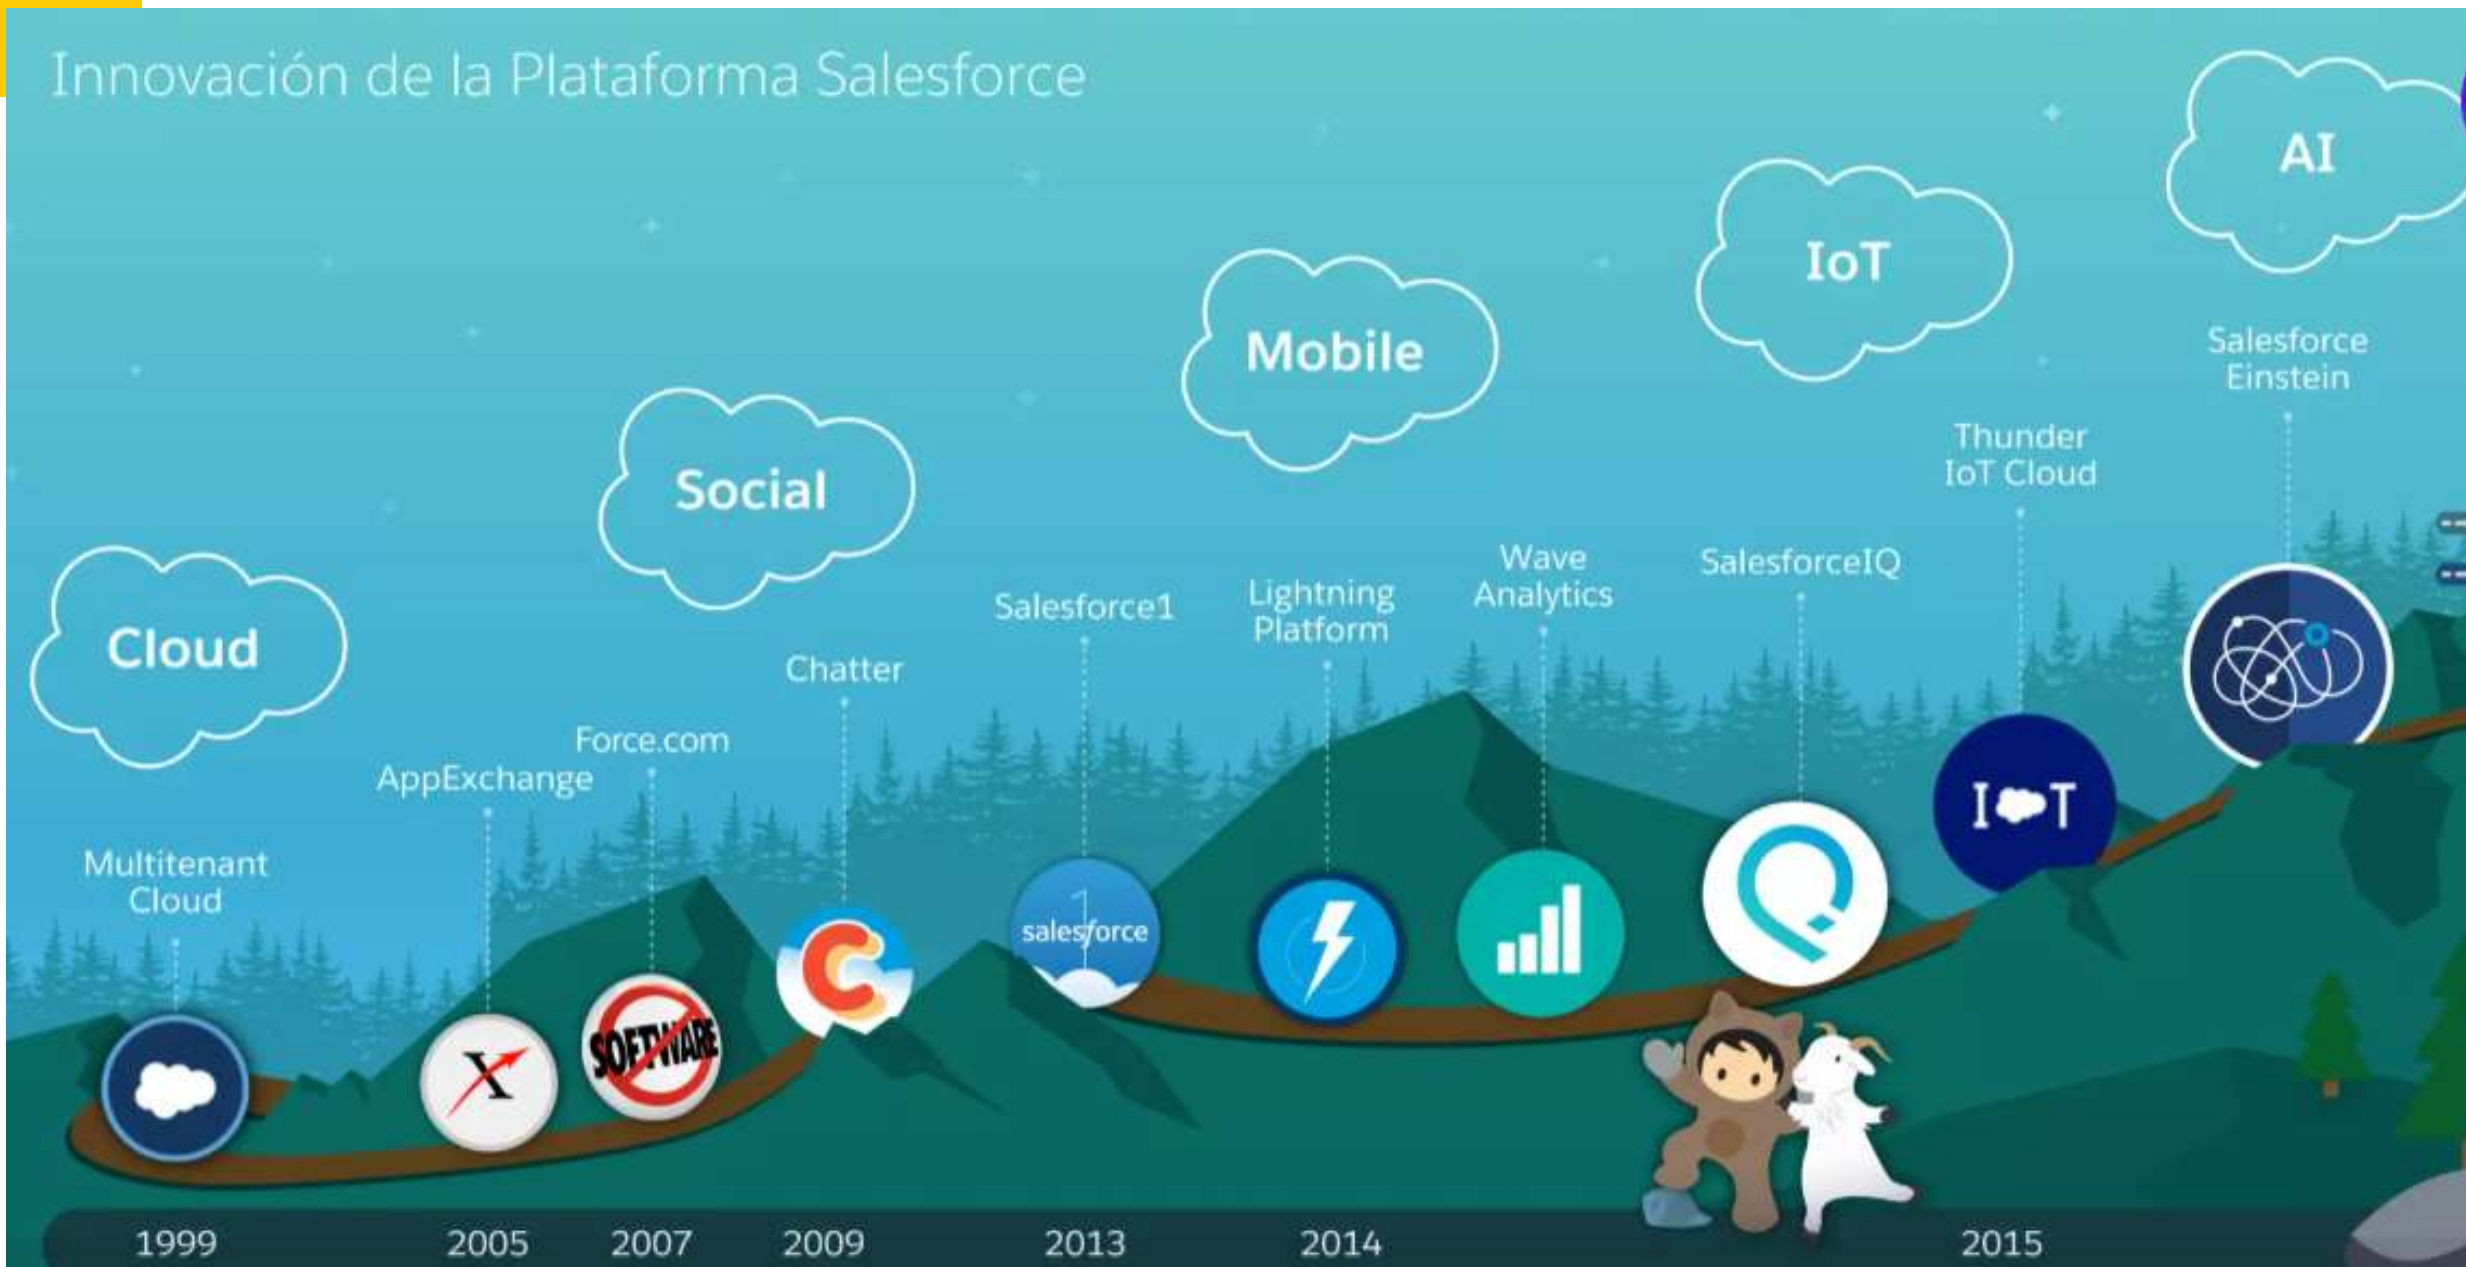 Innovación de la Plataforma Salesforce
AI
IoT
Mobile
Social
Cloud
Salesforce
Einstein
Thunder
IoT Cloud
Wave
Analytics
SalesforceIQ
Lightning
Platform
Salesforce1
Chatter
Force.com
AppExchange
Multitenant
Cloud
I T
1
salesforce
C
X
SOFTWARE
1999
2005
2007
2009
2013
2014
2015